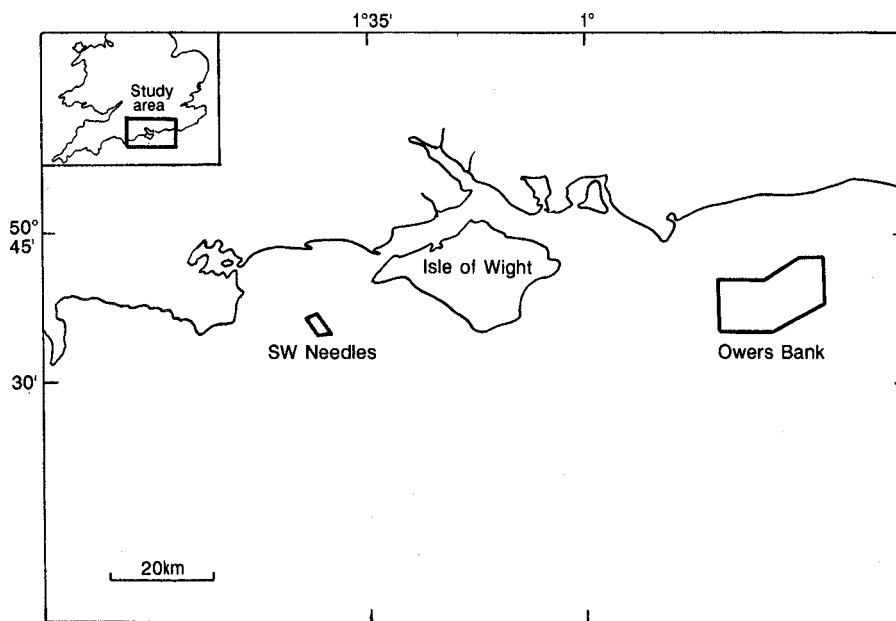 1°35'
1°
Study
area
50°
45'
Isle of Wight
SW Needles
Owers Bank
30'
20km